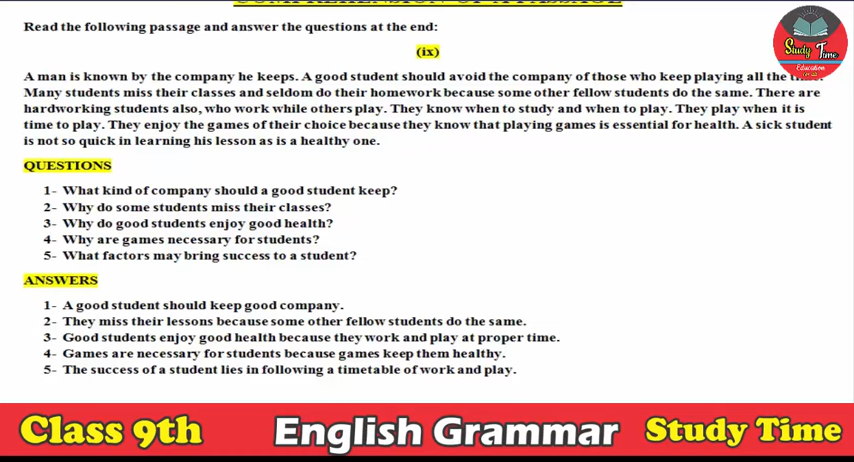 COMPREHENSION OF A PASSAGE
Read the following passage and answer the questions at the end:
(ix)
A man is known by the company he keeps. A good student should avoid the company of those who keep playing all the
Many students miss their classes and seldom do their homework because some other fellow students do the same. There are
hardworking students also, who work while others play. They know when to study and when to play. They play when it is
time to play. They enjoy the games of their choice because they know that playing games is essential for health. A sick student
is not so quick in learning his lesson as is a healthy one.
QUESTIONS
1- What kind of company should a good student keep?
2- Why do some students miss their classes?
3- Why do good students enjoy good health?
4- Why are games necessary for students?
5- What factors may bring success to a student?
ANSWERS
1- A good student should keep good company.
2- They miss their lessons because some other fellow students do the same.
3- Good students enjoy good health because they work and play at proper time.
4- Games are necessary for students because games keep them healthy.
5- The success of a student lies in following a timetable of work and play.
Study Time
Education
For all
Class 9th English Grammar Study Time